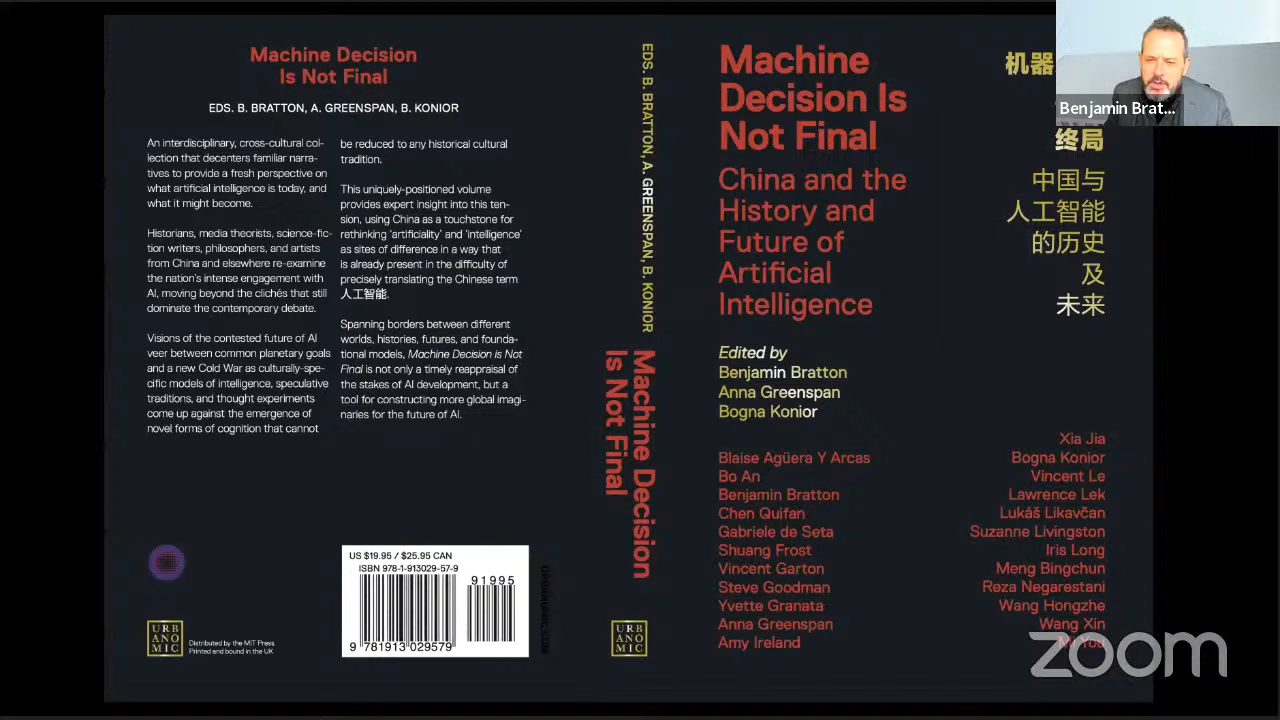 Machine Decision
Is Not Final
EDS. B. BRATTON, A. GREENSPAN, B. KONIOR
An interdisciplinary, cross-cultural col-
lection that decenters familiar narra-
tives to provide a fresh perspective on
what artificial intelligence is today, and
what it might become.
Historians, media theorists, science-fic-
tion writers, philosophers, and artists
from China and elsewhere re-examine
the nation's intense engagement with
AI, moving beyond the clichés that still
dominate the contemporary debate.
Visions of the contested future of AI
veer between common planetary goals
and a new Cold War as culturally-spe-
cific models of intelligence, speculative
traditions, and thought experiments
come up against the emergence of
novel forms of cognition that cannot
be reduced to any historical cultural
tradition.
This uniquely-positioned volume
provides expert insight into this ten-
sion, using China as a touchstone for
rethinking 'artificiality' and 'intelligence'
as sites of difference in a way that
is already present in the difficulty of
precisely translating the Chinese term
人工智能.
Spanning borders between different
worlds, histories, futures, and founda-
tional models, Machine Decision is Not
Final is not only a timely reappraisal of
the stakes of AI development, but a
tool for constructing more global imagi-
naries for the future of AI.
US $19.95 / $25.95 CAN
ISBN 978-1-913029-57-9
91995
9 781913 029579
URB
ANO
MIC
Distributed by the MIT Press
Printed and bound in the UK
EDS. B. BRATTON, A. GREENSPAN, B. KONIOR
Machine Decision
Is Not Final
URB
ANO
MIC
Machine
Decision Is
Not Final
China and the
History and
Future of
Artificial
Intelligence
机器
终局
中国与
人工智能
的历史
及
未来
Edited by
Benjamin Bratton
Anna Greenspan
Bogna Konior
Blaise Agüera Y Arcas
Bo An
Benjamin Bratton
Chen Quifan
Gabriele de Seta
Shuang Frost
Vincent Garton
Steve Goodman
Yvette Granata
Anna Greenspan
Amy Ireland
Xia Jia
Bogna Konior
Vincent Le
Lawrence Lek
Lukáš Likavčan
Suzanne Livingston
Iris Long
Meng Bingchun
Reza Negarestani
Wang Hongzhe
Wang Xin
Mi You
Benjamin Brat...
zoom